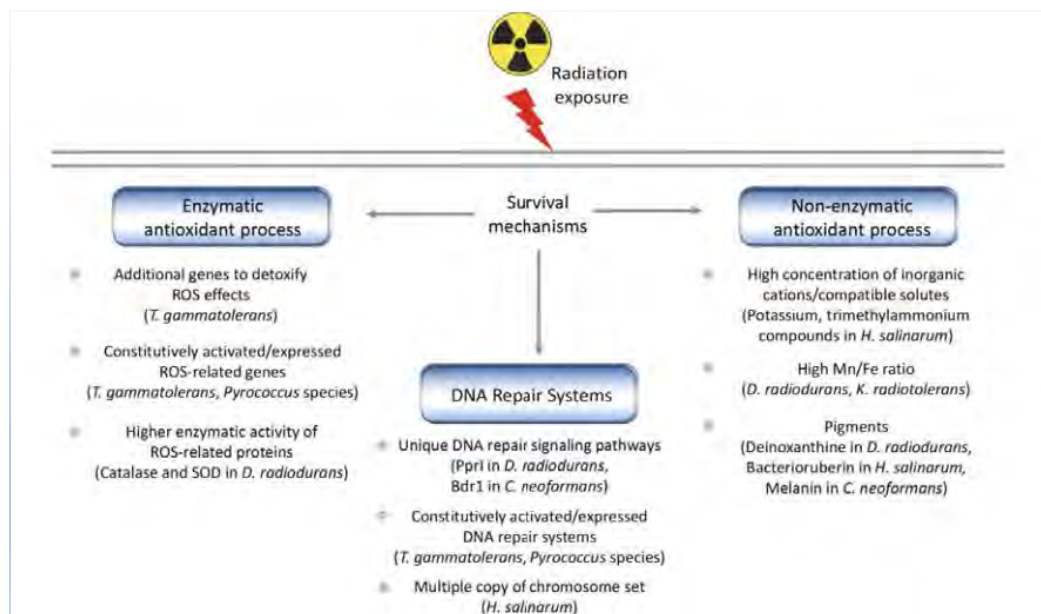 Radiation
exposure
Survival
mechanisms
Enzymatic
antioxidant process
Additional genes to detoxify
ROS effects
(T. gammatolerans)
Constitutively activated/expressed
ROS-related genes
(T. gammatolerans, Pyrococcus species)
Higher enzymatic activity of
ROS-related proteins
(Catalase and SOD in D. radiodurans)
DNA Repair Systems
Unique DNA repair signaling pathways
(PprI in D. radiodurans,
Bdr1 in C. neoformans)
Constitutively activated/expressed
DNA repair systems
(T. gammatolerans, Pyrococcus species)
Multiple copy of chromosome set
(H. salinarum)
Non-enzymatic
antioxidant process
High concentration of inorganic
cations/compatible solutes
(Potassium, trimethylammonium
compounds in H. salinarum)
High Mn/Fe ratio
(D. radiodurans, K. radiotolerans)
Pigments
(Deinoxanthine in D. radiodurans,
Bacterioruberin in H. salinarum,
Melanin in C. neoformans)